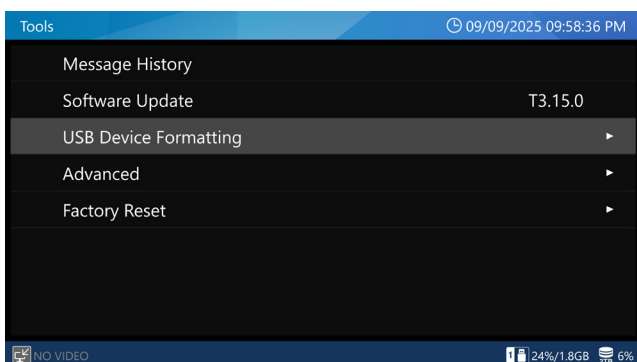 Tools 09/09/2025 09:58:36 PM
Message History
Software Update T3.15.0
USB Device Formatting
Advanced
Factory Reset
NO VIDEO 1 24%/1.8GB 2TB 6%